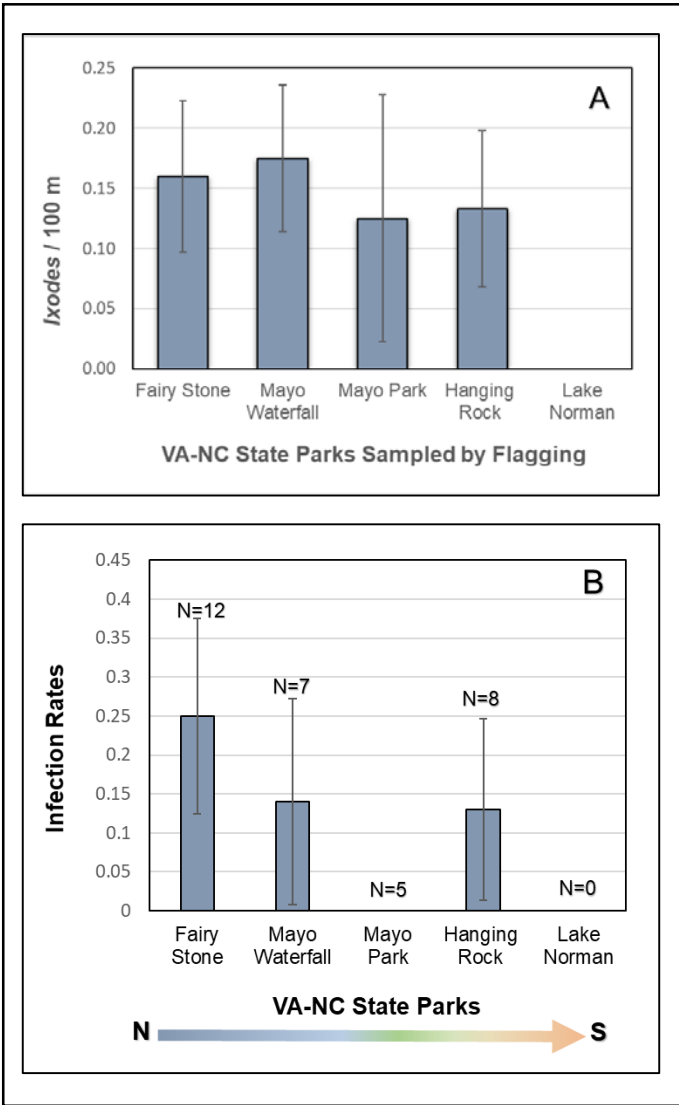 A
0.25
0.20
0.15
0.10
0.05
0.00
Ixodes / 100 m
Fairy Stone
Mayo Waterfall
Mayo Park
Hanging Rock
Lake Norman
VA-NC State Parks Sampled by Flagging
B
0.45
0.4
0.35
0.3
0.25
0.2
0.15
0.1
0.05
0
Infection Rates
N=12
N=7
N=5
N=8
N=0
Fairy Stone
Mayo Waterfall
Mayo Park
Hanging Rock
Lake Norman
VA-NC State Parks
N S